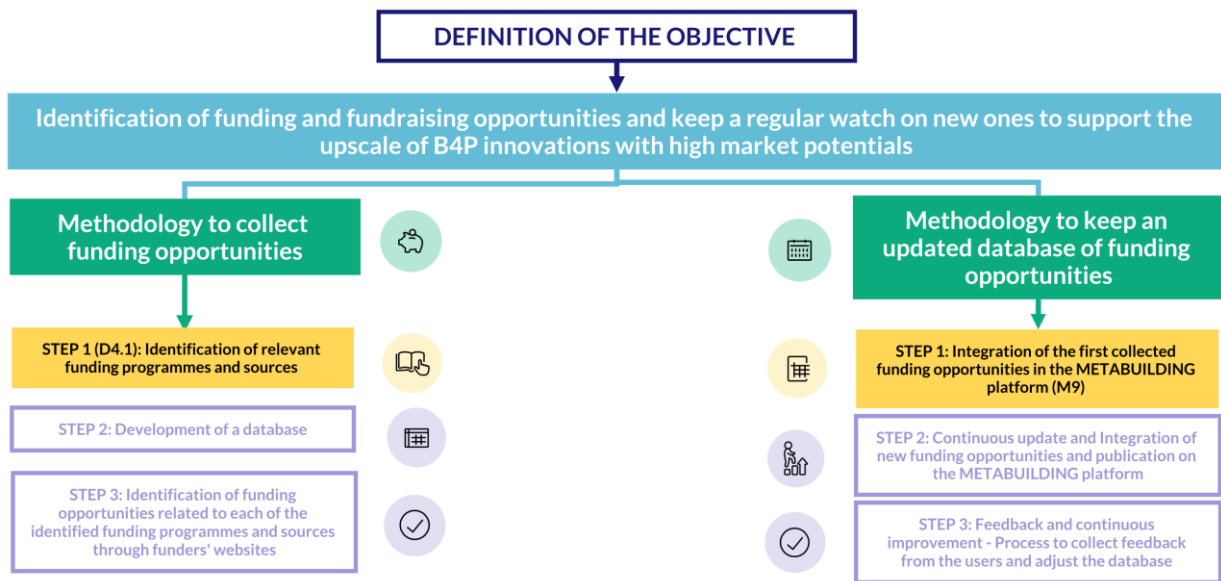 DEFINITION OF THE OBJECTIVE
Identification of funding and fundraising opportunities and keep a regular watch on new ones to support the
upscale of B4P innovations with high market potentials
Methodology to collect
funding opportunities
STEP 1 (D4.1): Identification of relevant
funding programmes and sources
STEP 2: Development of a database
STEP 3: Identification of funding
opportunities related to each of the
identified funding programmes and sources
through funders' websites
Methodology to keep an
updated database of funding
opportunities
STEP 1: Integration of the first collected
funding opportunities in the METABUILDING
platform (M9)
STEP 2: Continuous update and Integration of
new funding opportunities and publication on
the METABUILDING platform
STEP 3: Feedback and continuous
improvement - Process to collect feedback
from the users and adjust the database